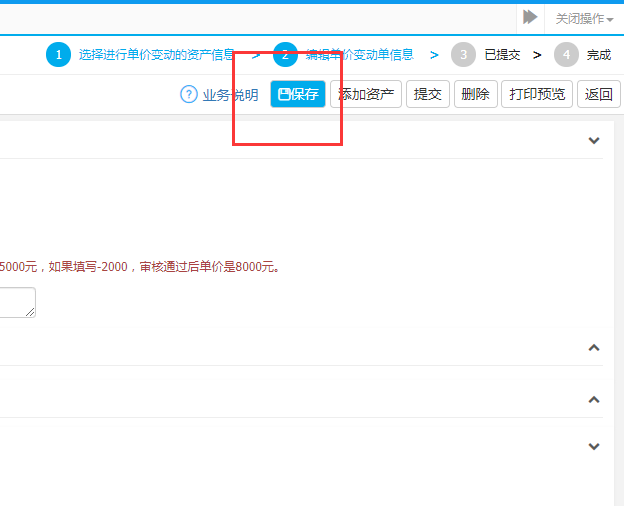 关闭操作
1 选择进行单价变动的资产信息 > 2 编辑单价变动单信息 > 3 已提交 > 4 完成
? 业务说明 保存 添加资产 提交 删除 打印预览 返回
5000元，如果填写-2000，审核通过后单价是8000元。